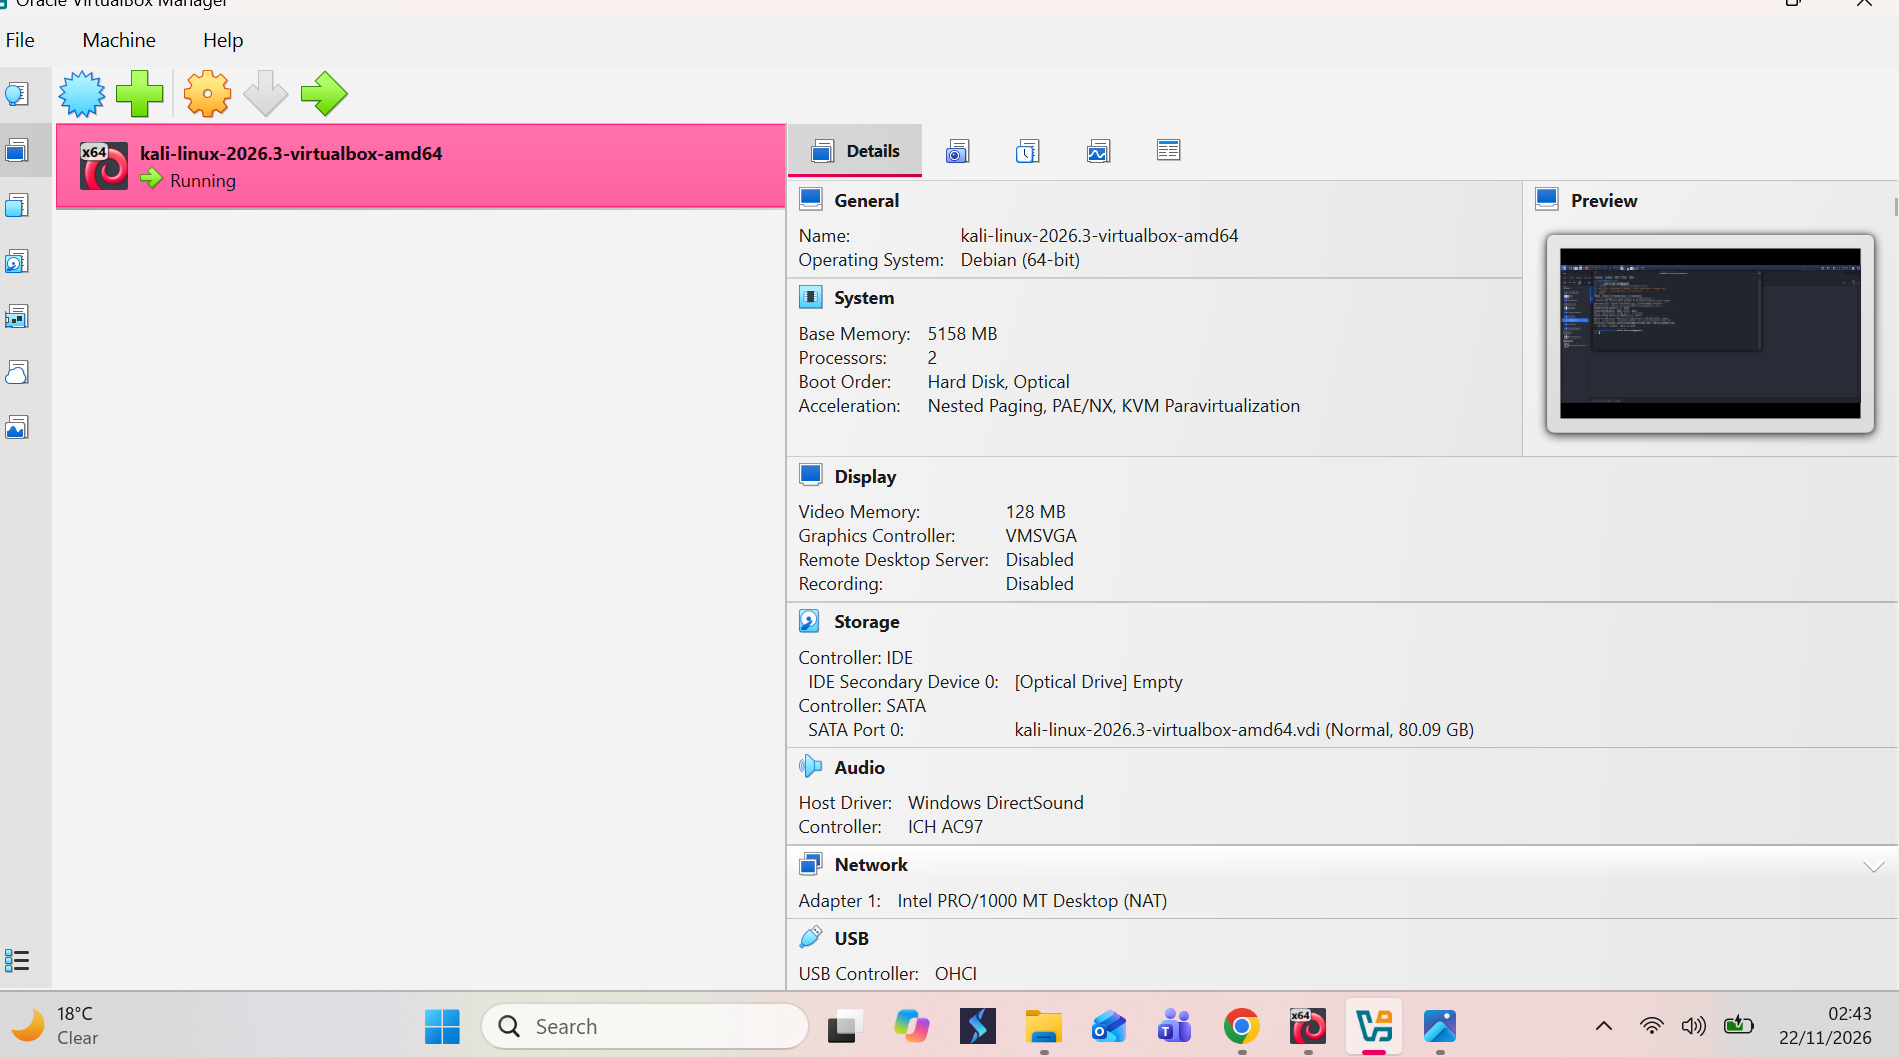 Oracle VirtualBox Manager
File Machine Help
x64
kali-linux-2026.3-virtualbox-amd64
Running
Details
General
Name: kali-linux-2026.3-virtualbox-amd64
Operating System: Debian (64-bit)
Preview
System
Base Memory: 5158 MB
Processors: 2
Boot Order: Hard Disk, Optical
Acceleration: Nested Paging, PAE/NX, KVM Paravirtualization
Display
Video Memory: 128 MB
Graphics Controller: VMSVGA
Remote Desktop Server: Disabled
Recording: Disabled
Storage
Controller: IDE
IDE Secondary Device 0: [Optical Drive] Empty
Controller: SATA
SATA Port 0: kali-linux-2026.3-virtualbox-amd64.vdi (Normal, 80.09 GB)
Audio
Host Driver: Windows DirectSound
Controller: ICH AC97
Network
Adapter 1: Intel PRO/1000 MT Desktop (NAT)
USB
USB Controller: OHCI
18°C
Clear
Search
x64
02:43
22/11/2026